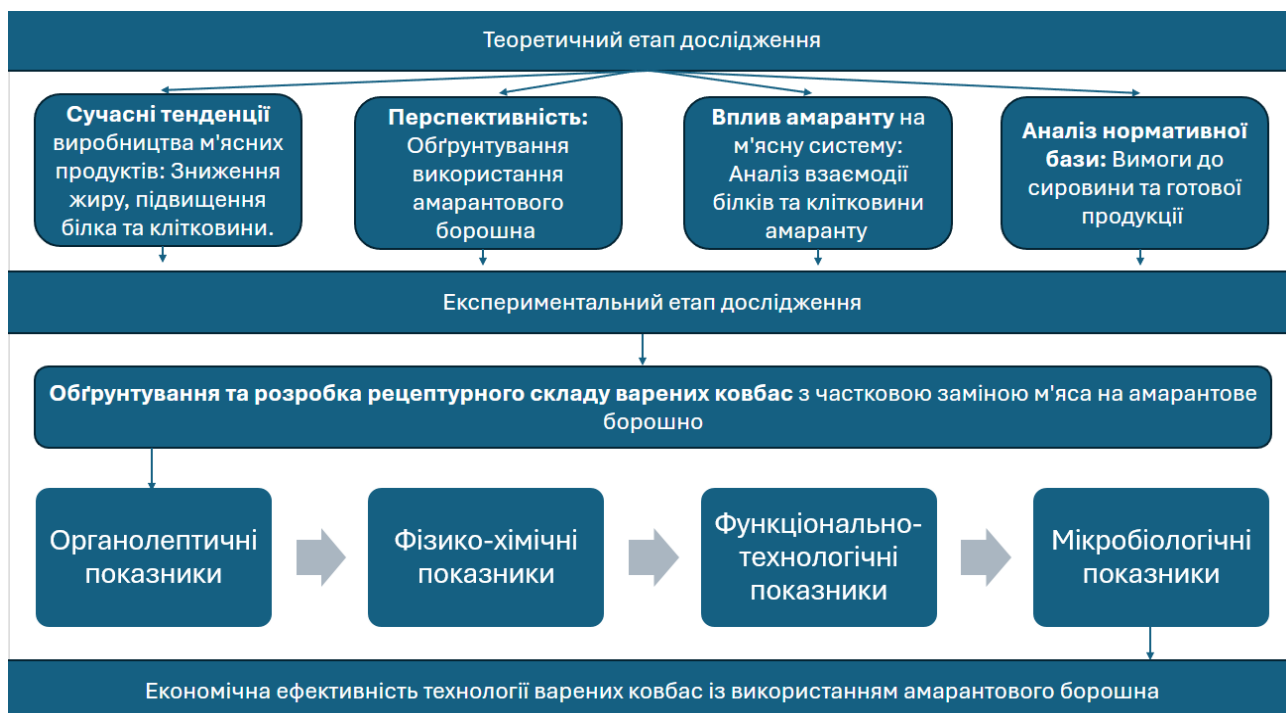 Теоретичний етап дослідження
Сучасні тенденції
виробництва м'ясних
продуктів: Зниження
жиру, підвищення
білка та клітковини.
Перспективність:
Обґрунтування
використання
амарантового
борошна
Вплив амаранту на
м'ясну систему:
Аналіз взаємодії
білків та клітковини
амаранту
Аналіз нормативної
бази: Вимоги до
сировини та готової
продукції
Експериментальний етап дослідження
Обґрунтування та розробка рецептурного складу варених ковбас з частковою заміною м'яса на амарантове
борошно
Органолептичні
показники
Фізико-хімічні
показники
Функціонально-
технологічні
показники
Мікробіологічні
показники
Економічна ефективність технології варених ковбас із використанням амарантового борошна